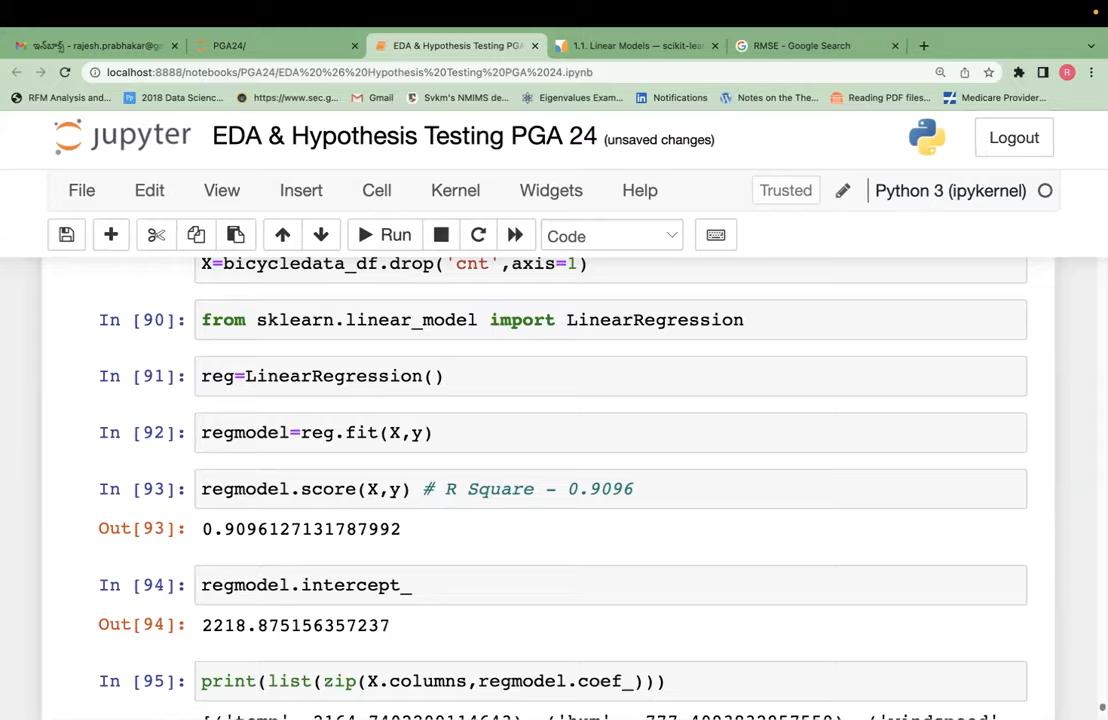 ఇన్‌బాక్స్ - rajesh.prabhakar@gm
PGA24/
EDA & Hypothesis Testing PGA
1.1. Linear Models — scikit-lear
RMSE - Google Search
localhost:8888/notebooks/PGA24/EDA%20%26%20Hypothesis%20Testing%20PGA%2024.ipynb
R
RFM Analysis and...
2018 Data Scienc...
https://www.sec.g...
Gmail
Svkm's NMIMS de...
Eigenvalues Exam...
Notifications
Notes on the The...
Reading PDF files...
Medicare Provider...
jupyter EDA & Hypothesis Testing PGA 24 (unsaved changes) Logout
File Edit View Insert Cell Kernel Widgets Help Trusted Python 3 (ipykernel)
Run Code
X=bicycledata_df.drop('cnt',axis=1)
In [90]: from sklearn.linear_model import LinearRegression
In [91]: reg=LinearRegression()
In [92]: regmodel=reg.fit(X,y)
In [93]: regmodel.score(X,y) # R Square - 0.9096
Out[93]: 0.9096127131787992
In [94]: regmodel.intercept_
Out[94]: 2218.875156357237
In [95]: print(list(zip(X.columns,regmodel.coef_)))